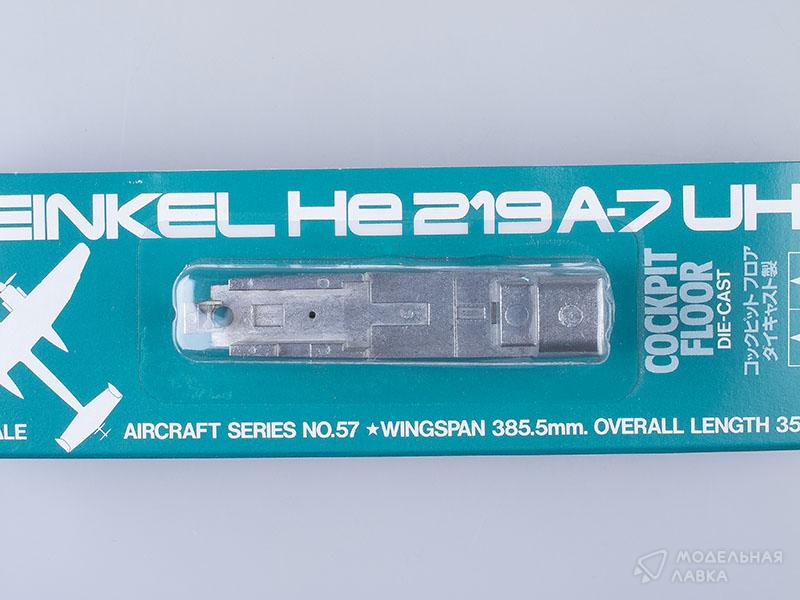 EINKEL He 219 A-7 UH
COCKPIT
FLOOR
DIE-CAST
コックピット フロア
ダイキャスト製
ALE
AIRCRAFT SERIES NO.57 ★WINGSPAN 385.5mm. OVERALL LENGTH 35
МОДЕЛЬНАЯ
ЛАВКА